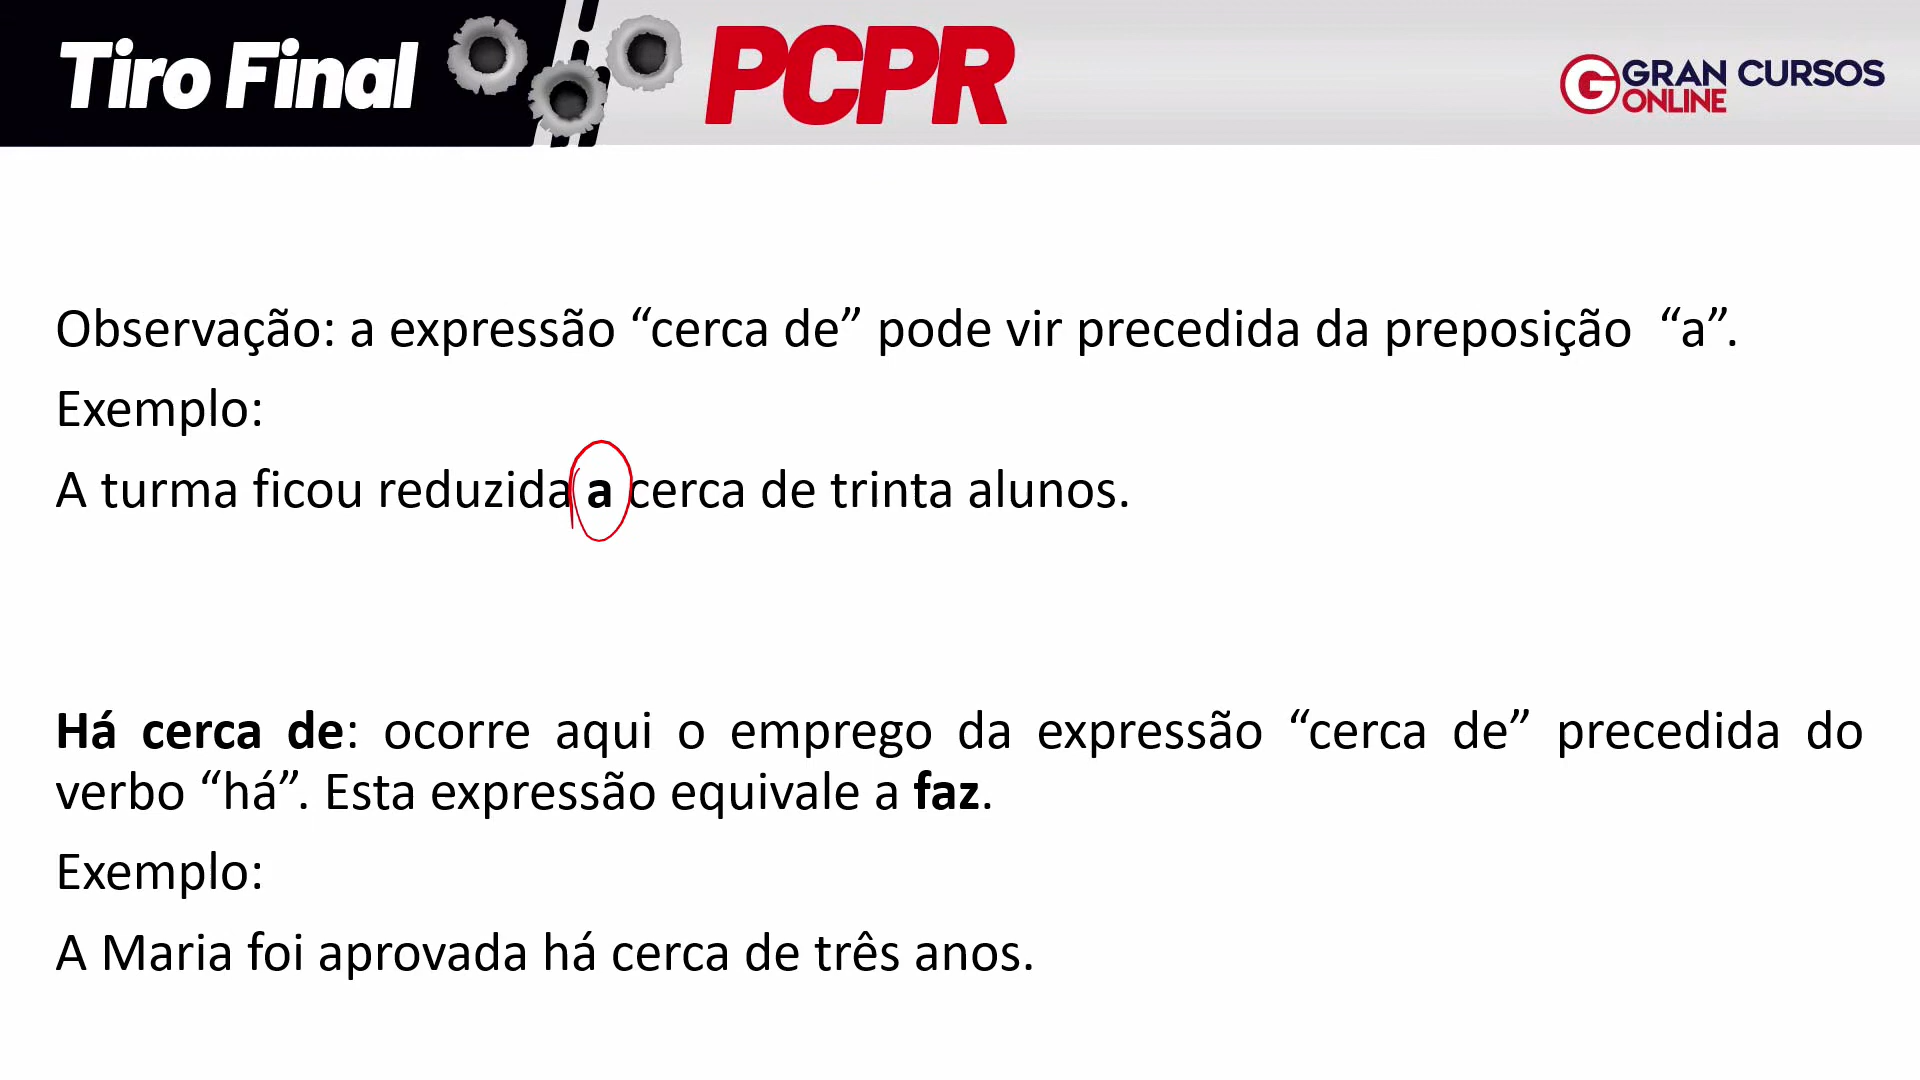 Tiro Final PCPR
GRAN CURSOS
ONLINE
Observação: a expressão “cerca de” pode vir precedida da preposição “a”.
Exemplo:
A turma ficou reduzida a cerca de trinta alunos.
Há cerca de: ocorre aqui o emprego da expressão “cerca de” precedida do
verbo “há”. Esta expressão equivale a faz.
Exemplo:
A Maria foi aprovada há cerca de três anos.